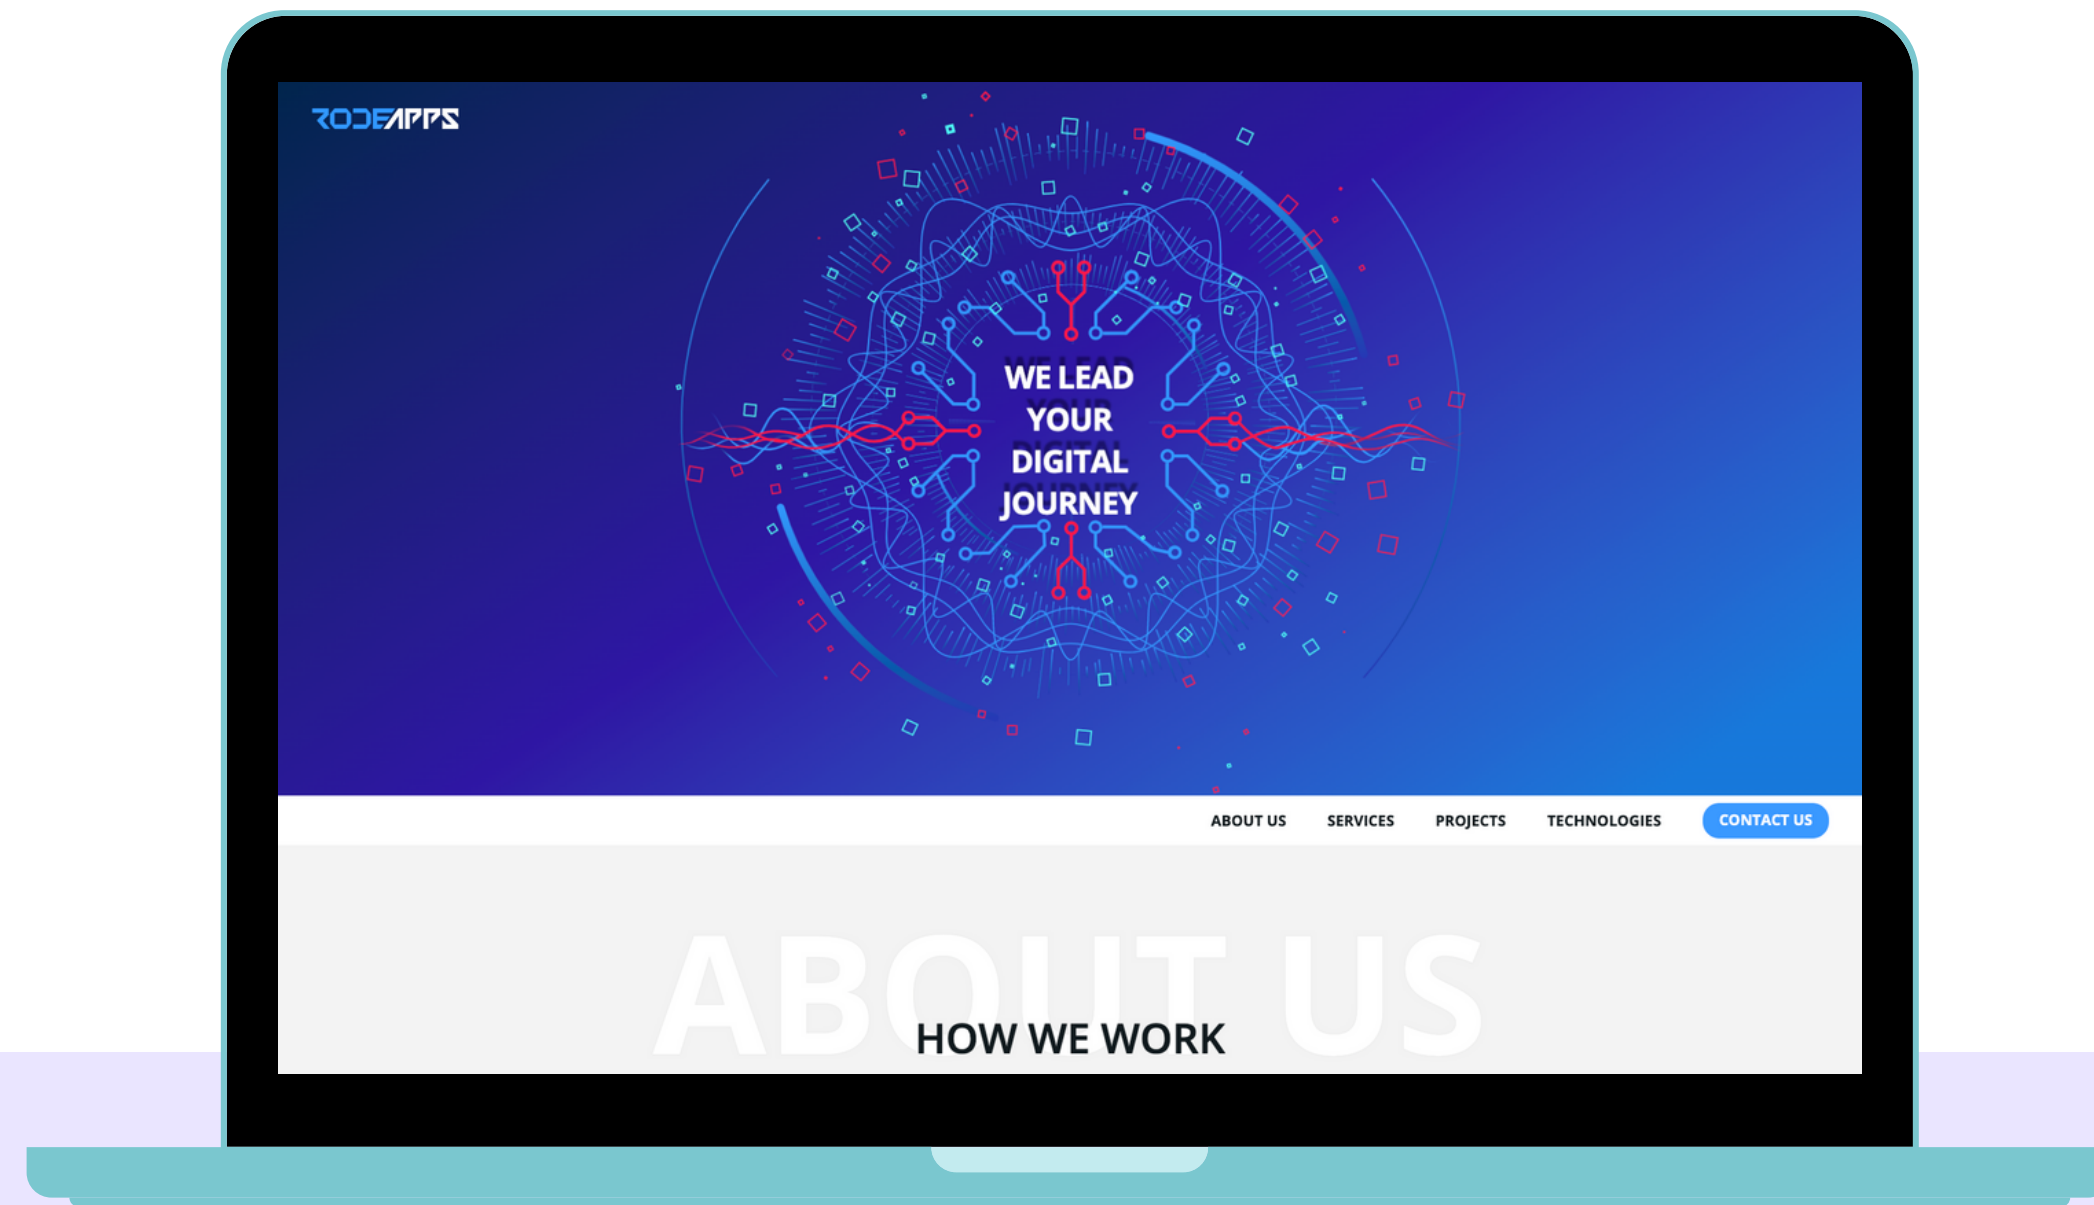 RODEAPPS
WE LEAD
YOUR
DIGITAL
JOURNEY
ABOUT US
SERVICES
PROJECTS
TECHNOLOGIES
CONTACT US
ABOUT US
HOW WE WORK